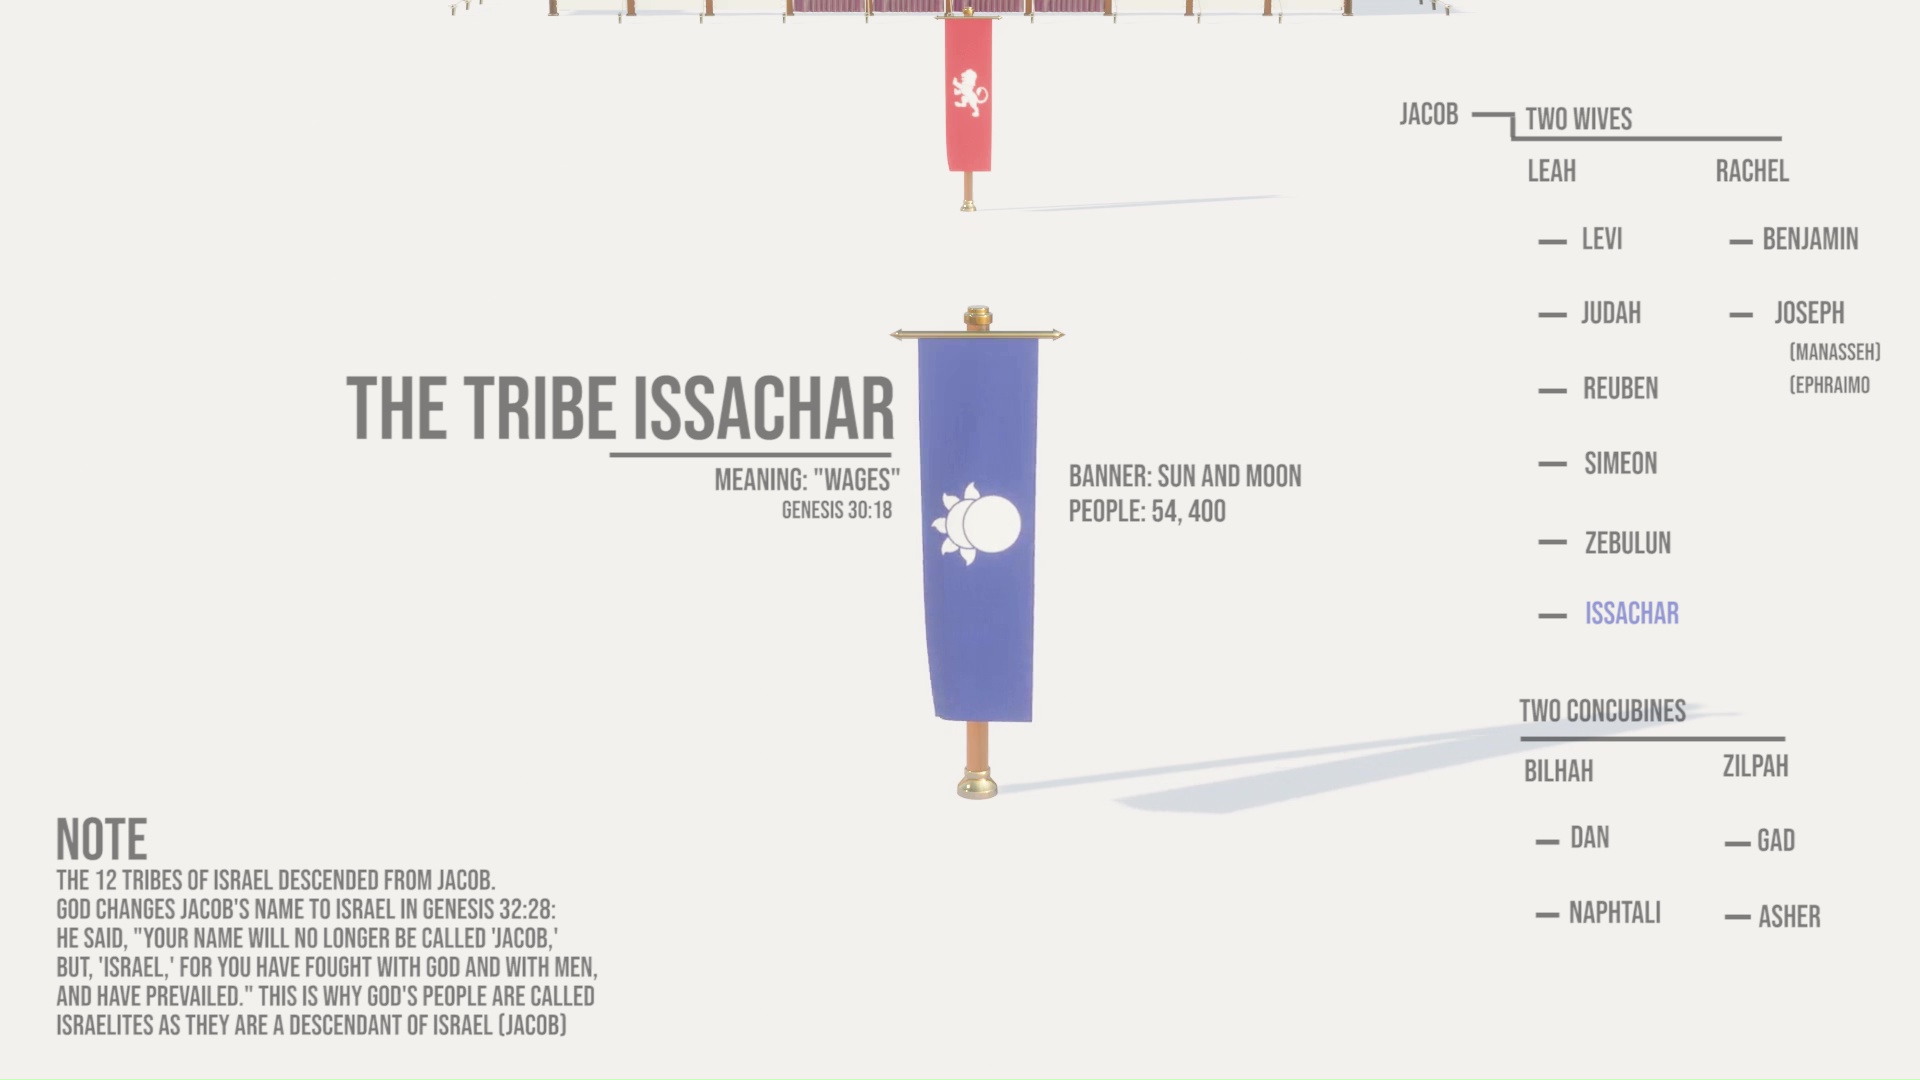 THE TRIBE ISSACHAR
MEANING: "WAGES"
GENESIS 30:18
BANNER: SUN AND MOON
PEOPLE: 54, 400
JACOB
TWO WIVES
LEAH
RACHEL
LEVI
BENJAMIN
JUDAH
JOSEPH
(MANASSEH)
(EPHRAIMO
REUBEN
SIMEON
ZEBULUN
ISSACHAR
TWO CONCUBINES
BILHAH
ZILPAH
DAN
GAD
NAPHTALI
ASHER
NOTE
THE 12 TRIBES OF ISRAEL DESCENDED FROM JACOB.
GOD CHANGES JACOB'S NAME TO ISRAEL IN GENESIS 32:28:
HE SAID, "YOUR NAME WILL NO LONGER BE CALLED 'JACOB,'
BUT, 'ISRAEL,' FOR YOU HAVE FOUGHT WITH GOD AND WITH MEN,
AND HAVE PREVAILED." THIS IS WHY GOD'S PEOPLE ARE CALLED
ISRAELITES AS THEY ARE A DESCENDANT OF ISRAEL (JACOB)